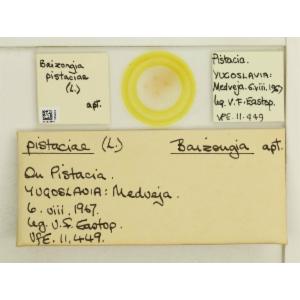 Baizongia
pistaciae
(L.)
apt.
Pistacia.
YUGOSLAVIA:
Medveja. 6.viii.1967
leg. V.F. Eastop.
VFE. 11.449
pistaciae (L.) Baizongia apt.
On Pistacia.
YUGOSLAVIA: Medveja.
6. viii. 1967.
leg. V.F. Eastop.
VFE. 11,449.